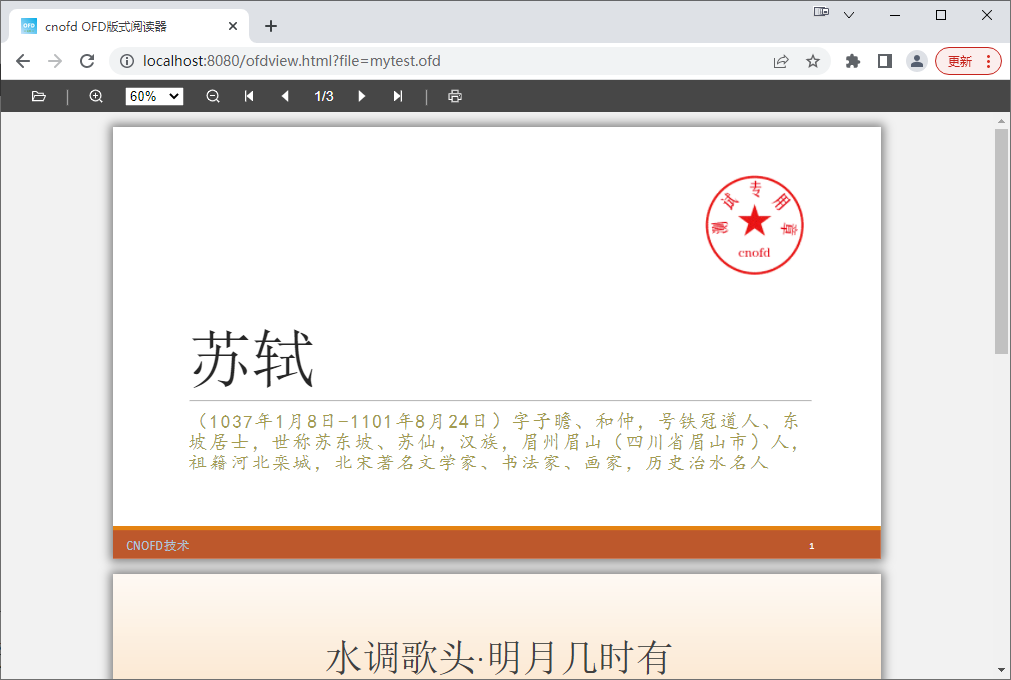 OFD
cnofd OFD版式阅读器
localhost:8080/ofdview.html?file=mytest.ofd
更新
60%
1/3
测试专用章
cnofd
苏轼
（1037年1月8日-1101年8月24日）字子瞻、和仲，号铁冠道人、东
坡居士，世称苏东坡、苏仙，汉族，眉州眉山（四川省眉山市）人，
祖籍河北栾城，北宋著名文学家、书法家、画家，历史治水名人
CNOFD技术
1
水调歌头·明月几时有